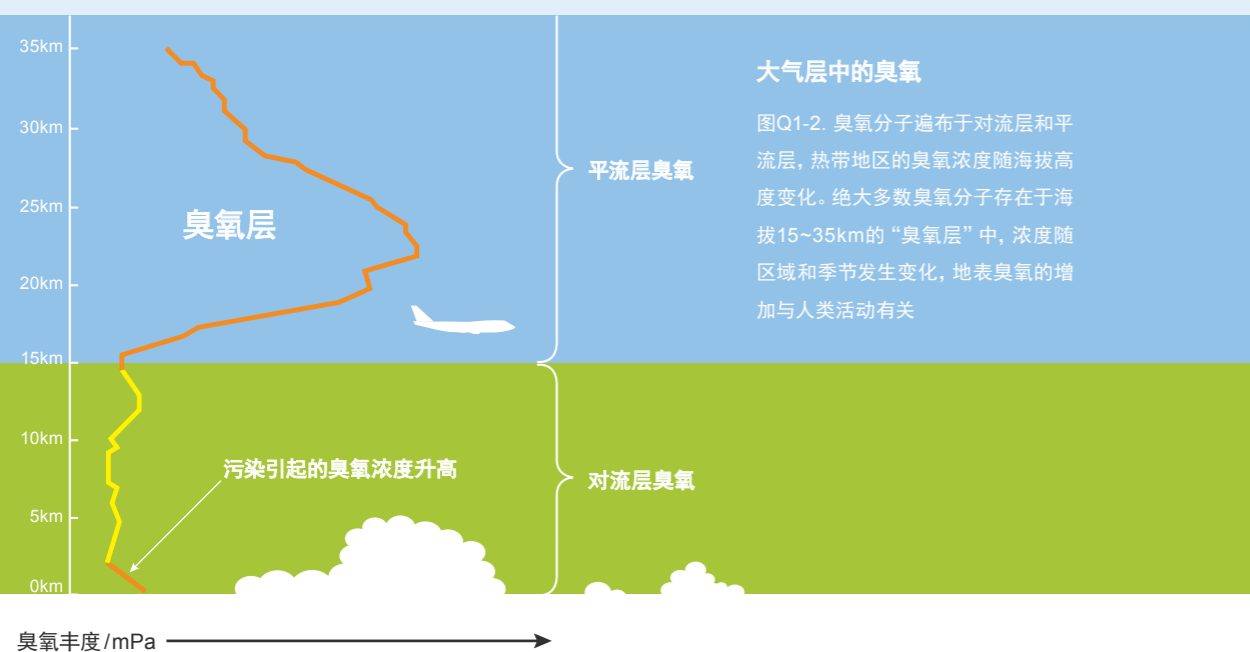 35km
30km
25km
20km
15km
10km
5km
0km
臭氧层
平流层臭氧
大气层中的臭氧
图Q1-2. 臭氧分子遍布于对流层和平
流层, 热带地区的臭氧浓度随海拔高
度变化。绝大多数臭氧分子存在于海
拔15~35km的“臭氧层”中, 浓度随
区域和季节发生变化, 地表臭氧的增
加与人类活动有关
污染引起的臭氧浓度升高
对流层臭氧
臭氧丰度/mPa